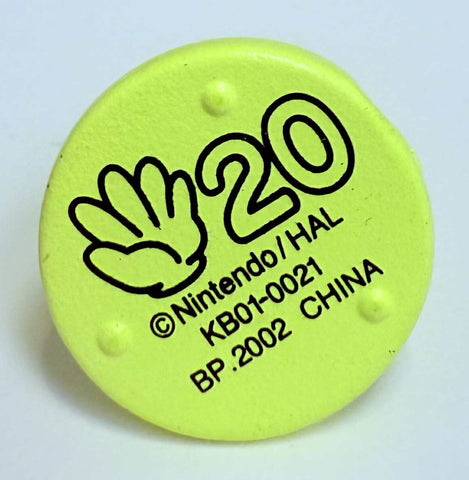 20
©Nintendo/HAL
KB01-0021
BP.2002 CHINA